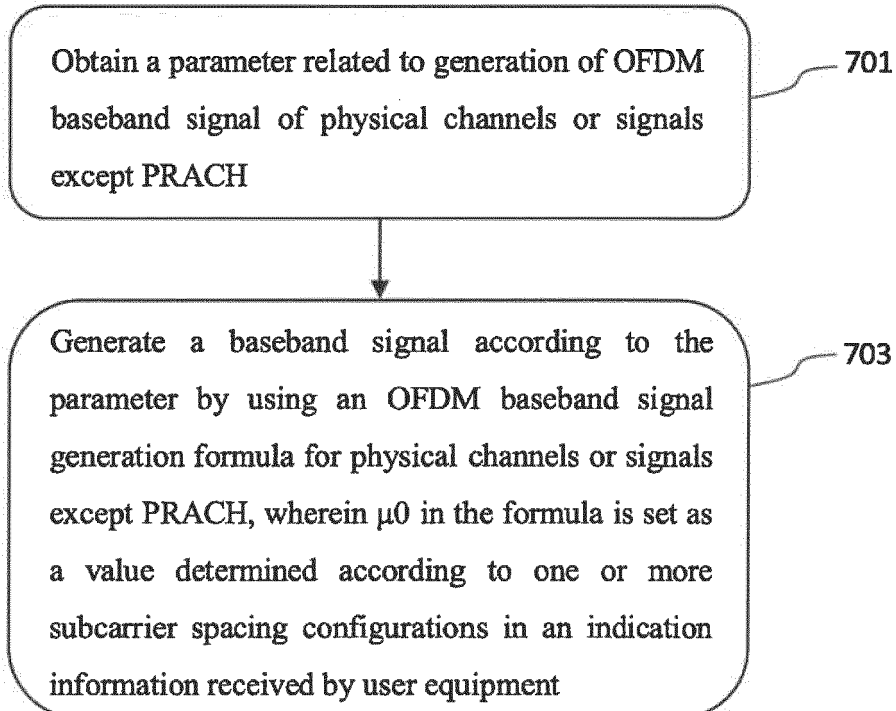 Obtain a parameter related to generation of OFDM
701
baseband signal of physical channels or signals
except PRACH
Generate a baseband signal according to the
703
parameter by using an OFDM baseband signal
generation formula for physical channels or signals
except PRACH, wherein μ0 in the formula is set as
a value determined according to one or more
subcarrier spacing configurations in an indication
information received by user equipment